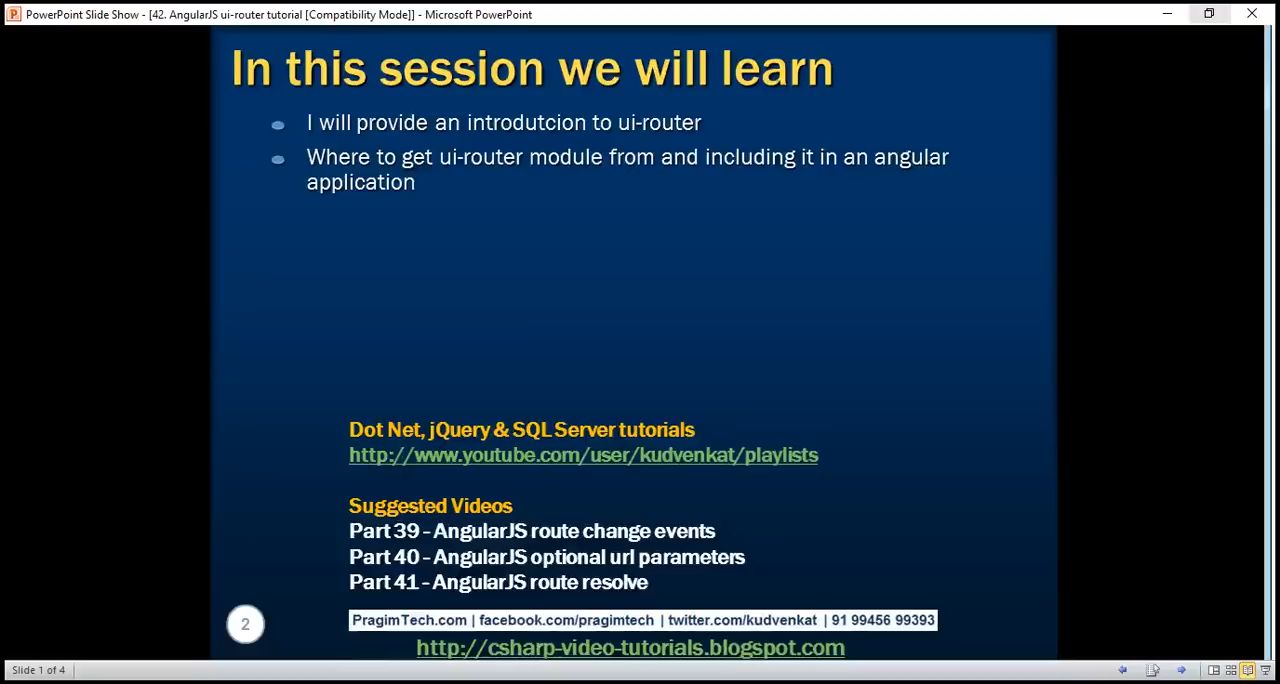 PowerPoint Slide Show - [42. AngularJS ui-router tutorial [Compatibility Mode]] - Microsoft PowerPoint
In this session we will learn
I will provide an introdutcion to ui-router
Where to get ui-router module from and including it in an angular
application
Dot Net, jQuery & SQL Server tutorials
http://www.youtube.com/user/kudvenkat/playlists
Suggested Videos
Part 39 - AngularJS route change events
Part 40 - AngularJS optional url parameters
Part 41 - AngularJS route resolve
2
PragimTech.com | facebook.com/pragimtech | twitter.com/kudvenkat | 91 99456 99393
http://csharp-video-tutorials.blogspot.com
Slide 1 of 4